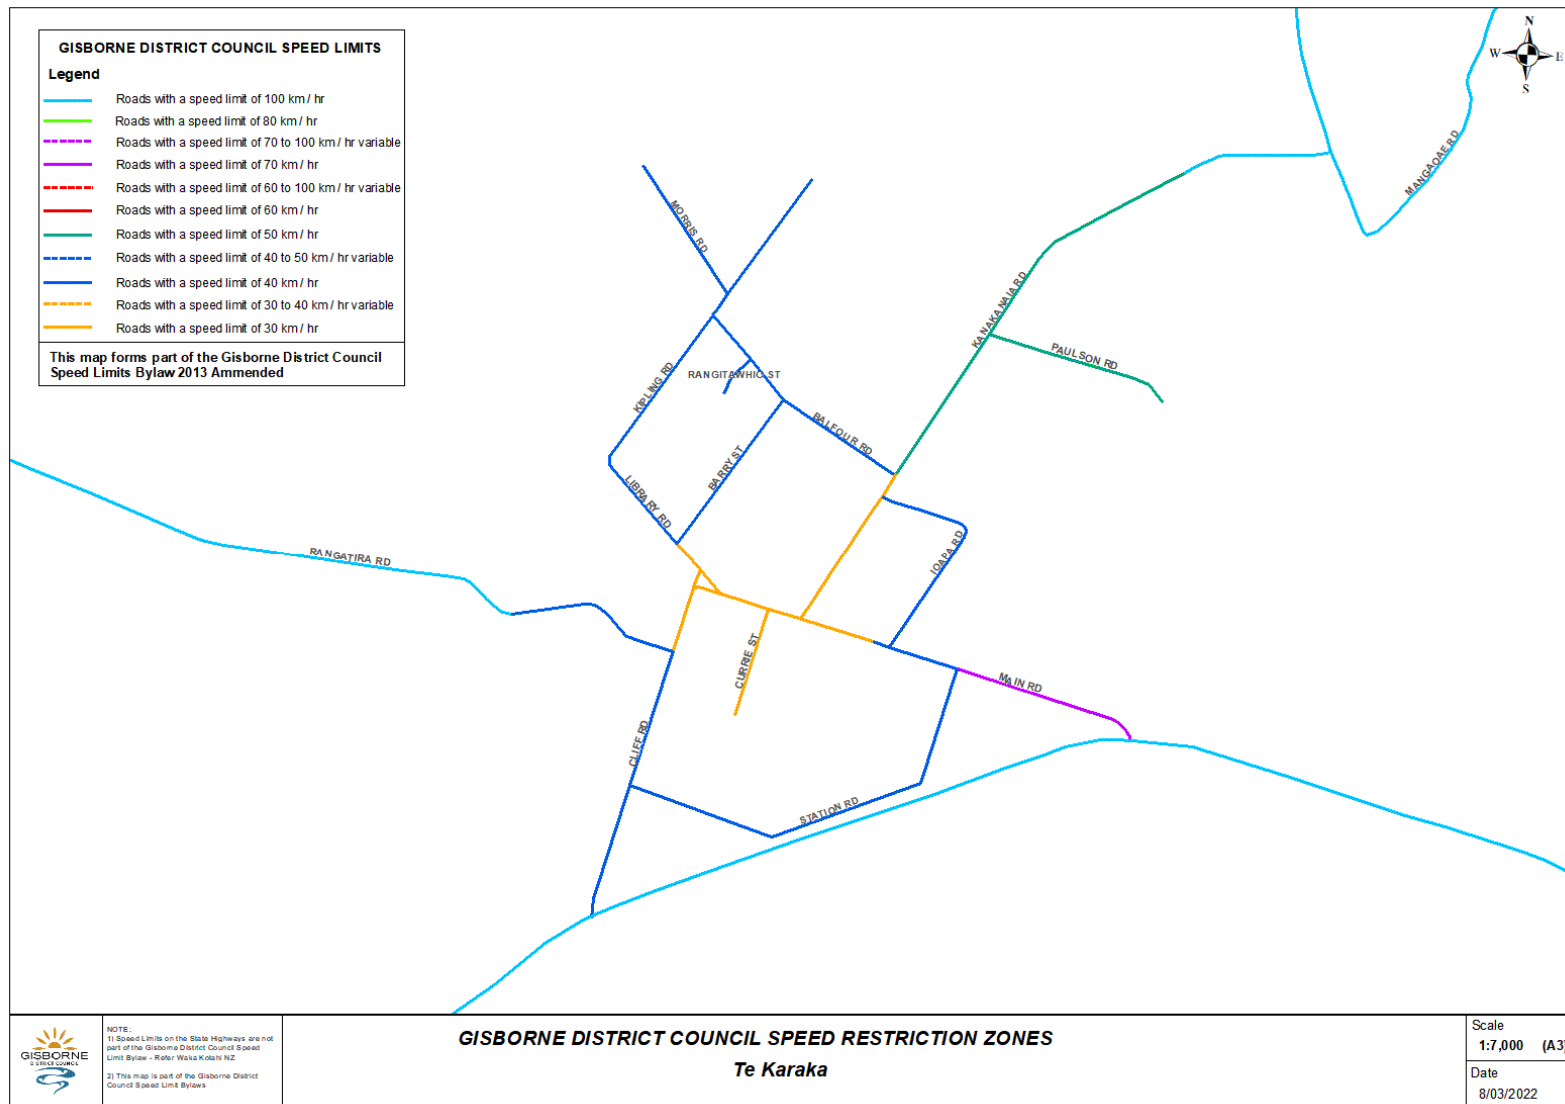 GISBORNE DISTRICT COUNCIL SPEED LIMITS
Legend
Roads with a speed limit of 100 km / hr
Roads with a speed limit of 80 km / hr
Roads with a speed limit of 70 to 100 km / hr variable
Roads with a speed limit of 70 km / hr
Roads with a speed limit of 60 to 100 km / hr variable
Roads with a speed limit of 60 km / hr
Roads with a speed limit of 50 km / hr
Roads with a speed limit of 40 to 50 km / hr variable
Roads with a speed limit of 40 km / hr
Roads with a speed limit of 30 to 40 km / hr variable
Roads with a speed limit of 30 km / hr
This map forms part of the Gisborne District Council
Speed Limits Bylaw 2013 Ammended
N
W
E
S
MANGAOAE RD
MORRIS RD
KANAKANAIA RD
PAULSON RD
RANGITAWHIO ST
KIPLING RD
BALFOUR RD
BARRY ST
LIBRARY RD
RANGATIRA RD
IOAPA RD
CURRIE ST
MAIN RD
CLIFF RD
STATION RD
GISBORNE
DISTRICT COUNCIL
NOTE:
1) Speed Limits on the State Highways are not
part of the Gisborne District Council Speed
Limit Bylaw - Refer Waka Kotahi NZ
2) This map is part of the Gisborne District
Council Speed Limit Bylaws
GISBORNE DISTRICT COUNCIL SPEED RESTRICTION ZONES
Te Karaka
Scale
1:7,000 (A3)
Date
8/03/2022